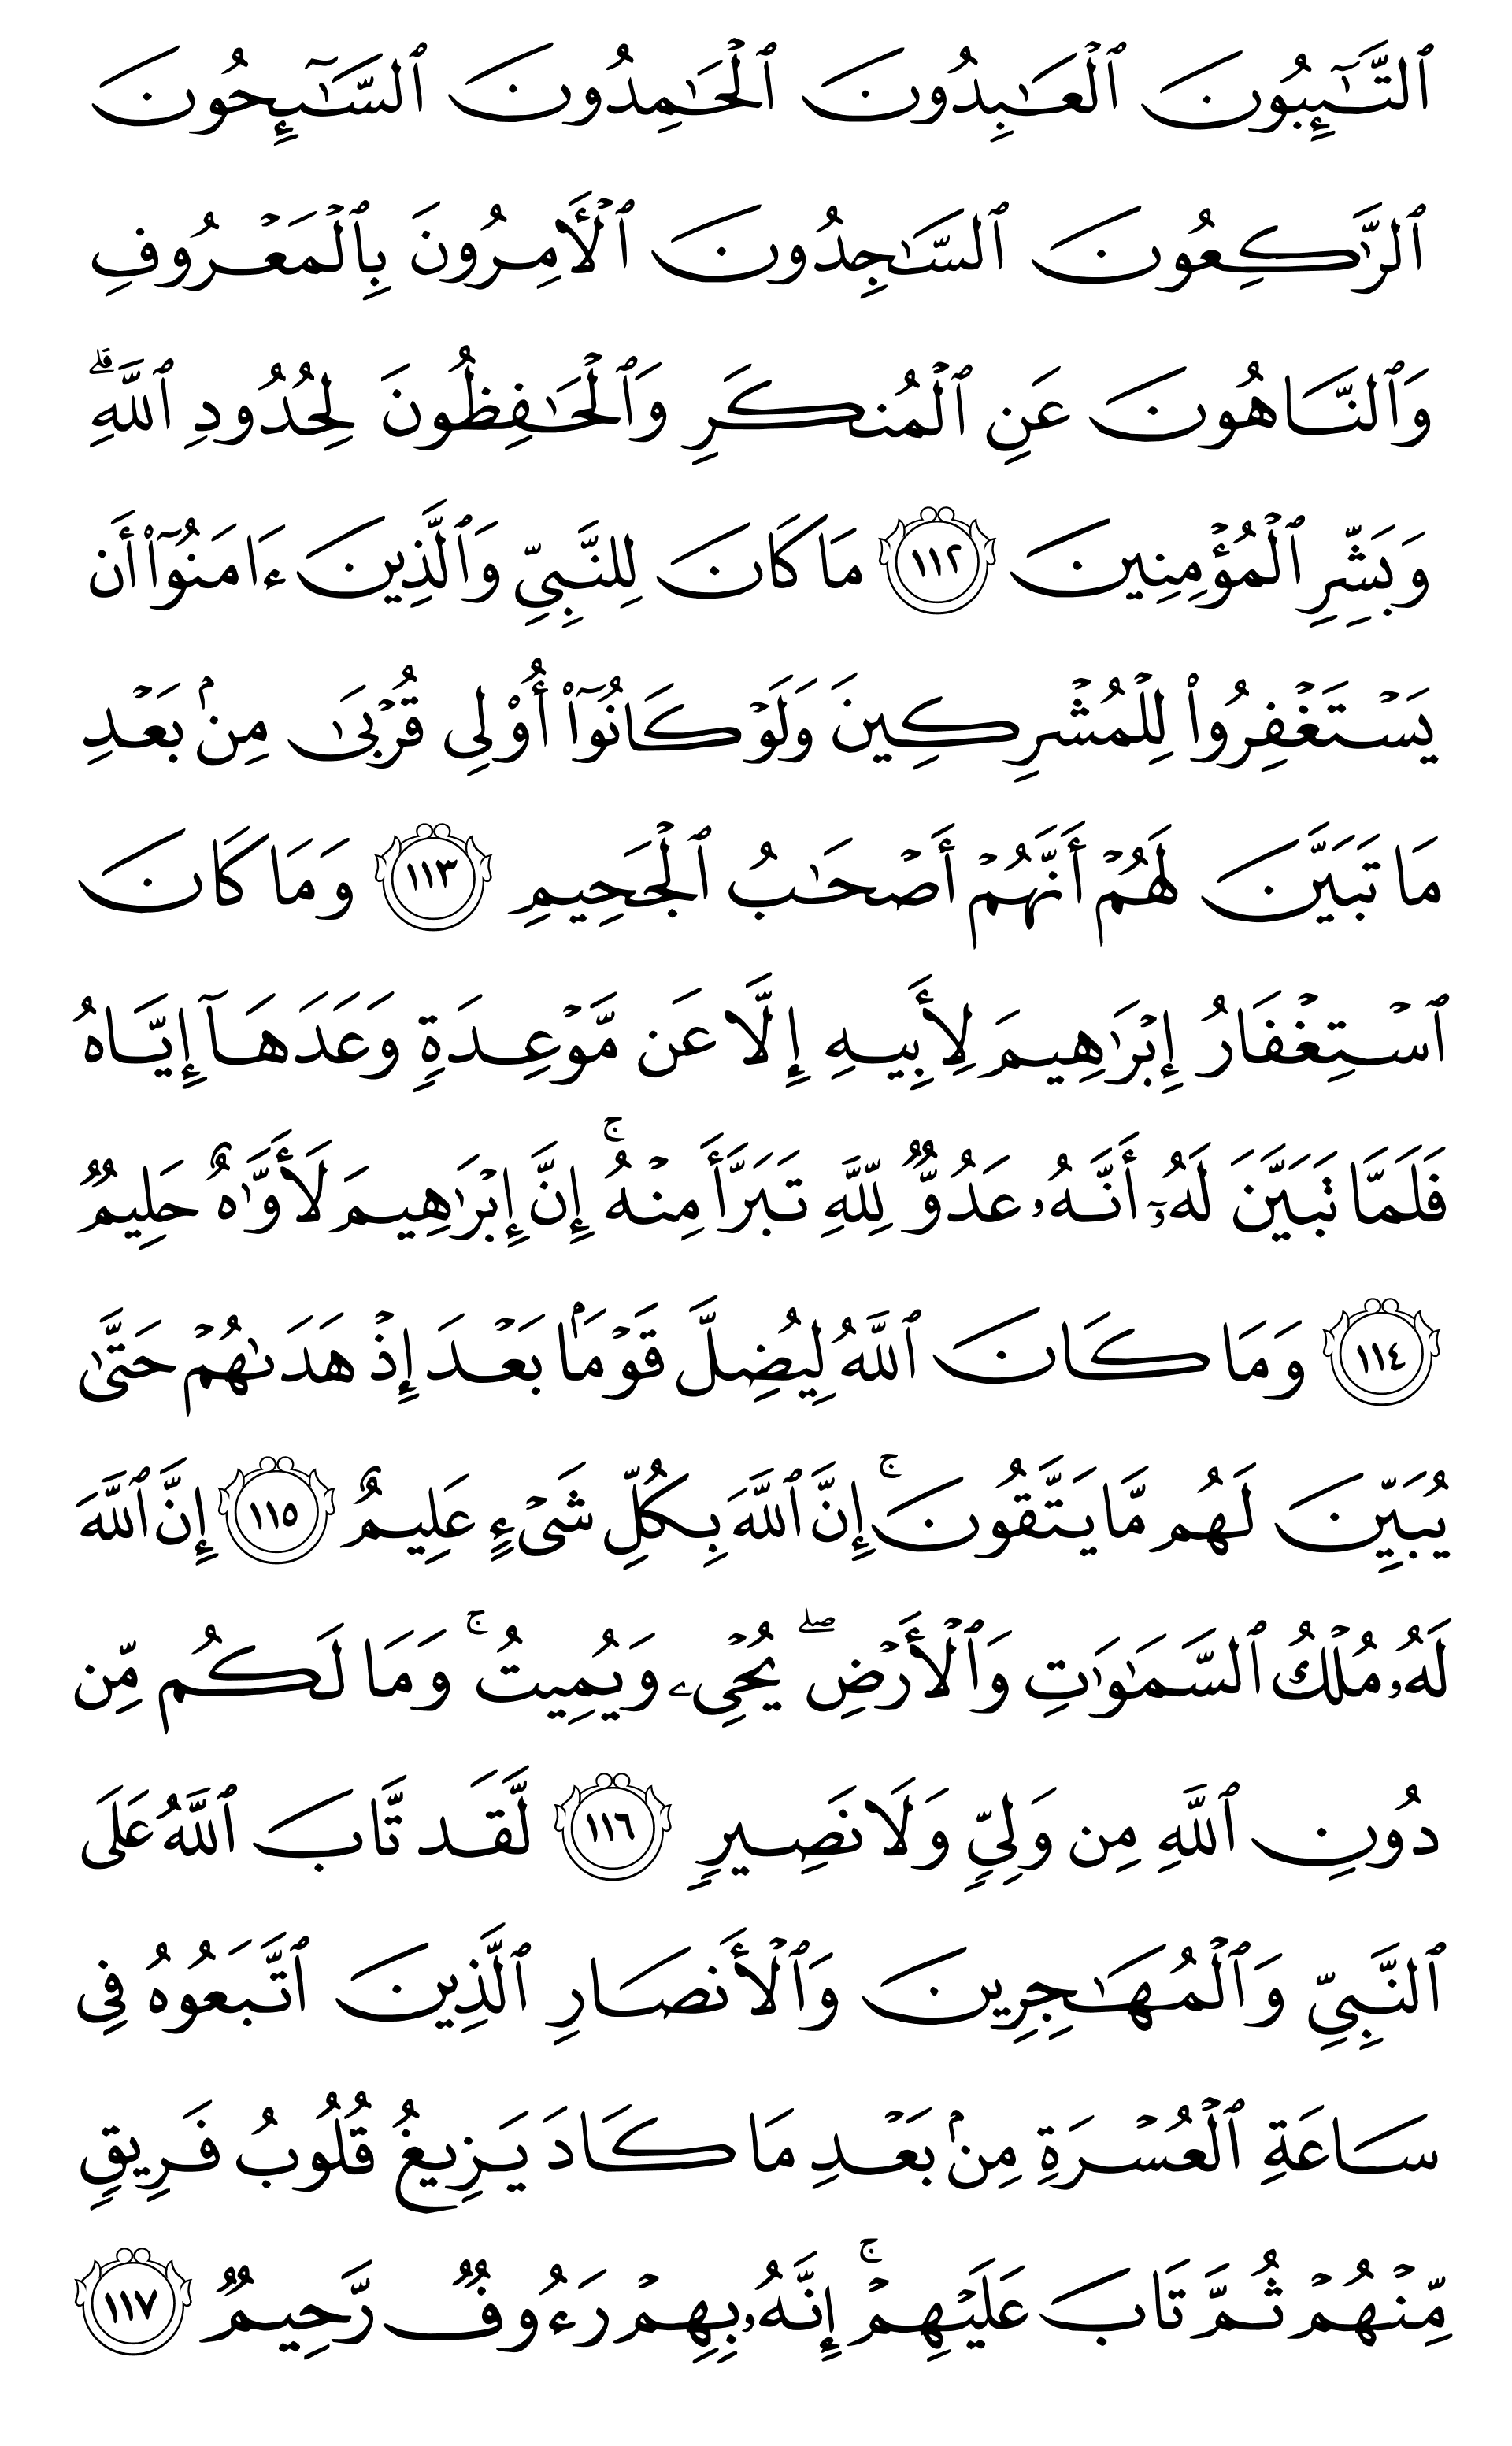 ٱلتَّـٰٓئِبُونَ ٱلْعَـٰبِدُونَ ٱلْحَـٰمِدُونَ ٱلسَّـٰٓئِحُونَ
ٱلرَّٰكِعُونَ ٱلسَّـٰجِدُونَ ٱلْـَٔامِرُونَ بِٱلْمَعْرُوفِ
وَٱلنَّاهُونَ عَنِ ٱلْمُنكَرِ وَٱلْحَـٰفِظُونَ لِحُدُودِ ٱللَّهِ ۗ
وَبَشِّرِ ٱلْمُؤْمِنِينَ ١١٢ مَا كَانَ لِلنَّبِيِّ وَٱلَّذِينَ ءَامَنُوٓا۟ أَن
يَسْتَغْفِرُوا۟ لِلْمُشْرِكِينَ وَلَوْ كَانُوٓا۟ أُو۟لِى قُرْبَىٰ مِنۢ بَعْدِ
مَا تَبَيَّنَ لَهُمْ أَنَّهُمْ أَصْحَـٰبُ ٱلْجَحِيمِ ١١٣ وَمَا كَانَ
ٱسْتِغْفَارُ إِبْرَٰهِيمَ لِأَبِيهِ إِلَّا عَن مَّوْعِدَةٍ وَعَدَهَآ إِيَّاهُ
فَلَمَّا تَبَيَّنَ لَهُۥٓ أَنَّهُۥ عَدُوٌّ لِّلَّهِ تَبَرَّأَ مِنْهُ ۚ إِنَّ إِبْرَٰهِيمَ لَأَوَّٰهٌ حَلِيمٌ
١١٤ وَمَا كَانَ ٱللَّهُ لِيُضِلَّ قَوْمًۢا بَعْدَ إِذْ هَدَىٰهُمْ حَتَّىٰ
يُبَيِّنَ لَهُم مَّا يَتَّقُونَ ۚ إِنَّ ٱللَّهَ بِكُلِّ شَىْءٍ عَلِيمٌ ١١٥ إِنَّ ٱللَّهَ
لَهُۥ مُلْكُ ٱلسَّمَـٰوَٰتِ وَٱلْأَرْضِ ۖ يُحْىِۦ وَيُمِيتُ ۚ وَمَا لَكُم مِّن
دُونِ ٱللَّهِ مِن وَلِىٍّ وَلَا نَصِيرٍ ١١٦ لَّقَد تَّابَ ٱللَّهُ عَلَى
ٱلنَّبِىِّ وَٱلْمُهَـٰجِرِينَ وَٱلْأَنصَارِ ٱلَّذِينَ ٱتَّبَعُوهُ فِى
سَاعَةِ ٱلْعُسْرَةِ مِنۢ بَعْدِ مَا كَادَ يَزِيغُ قُلُوبُ فَرِيقٍ
مِّنْهُمْ ثُمَّ تَابَ عَلَيْهِمْ ۚ إِنَّهُۥ بِهِمْ رَءُوفٌ رَّحِيمٌ ١١٧